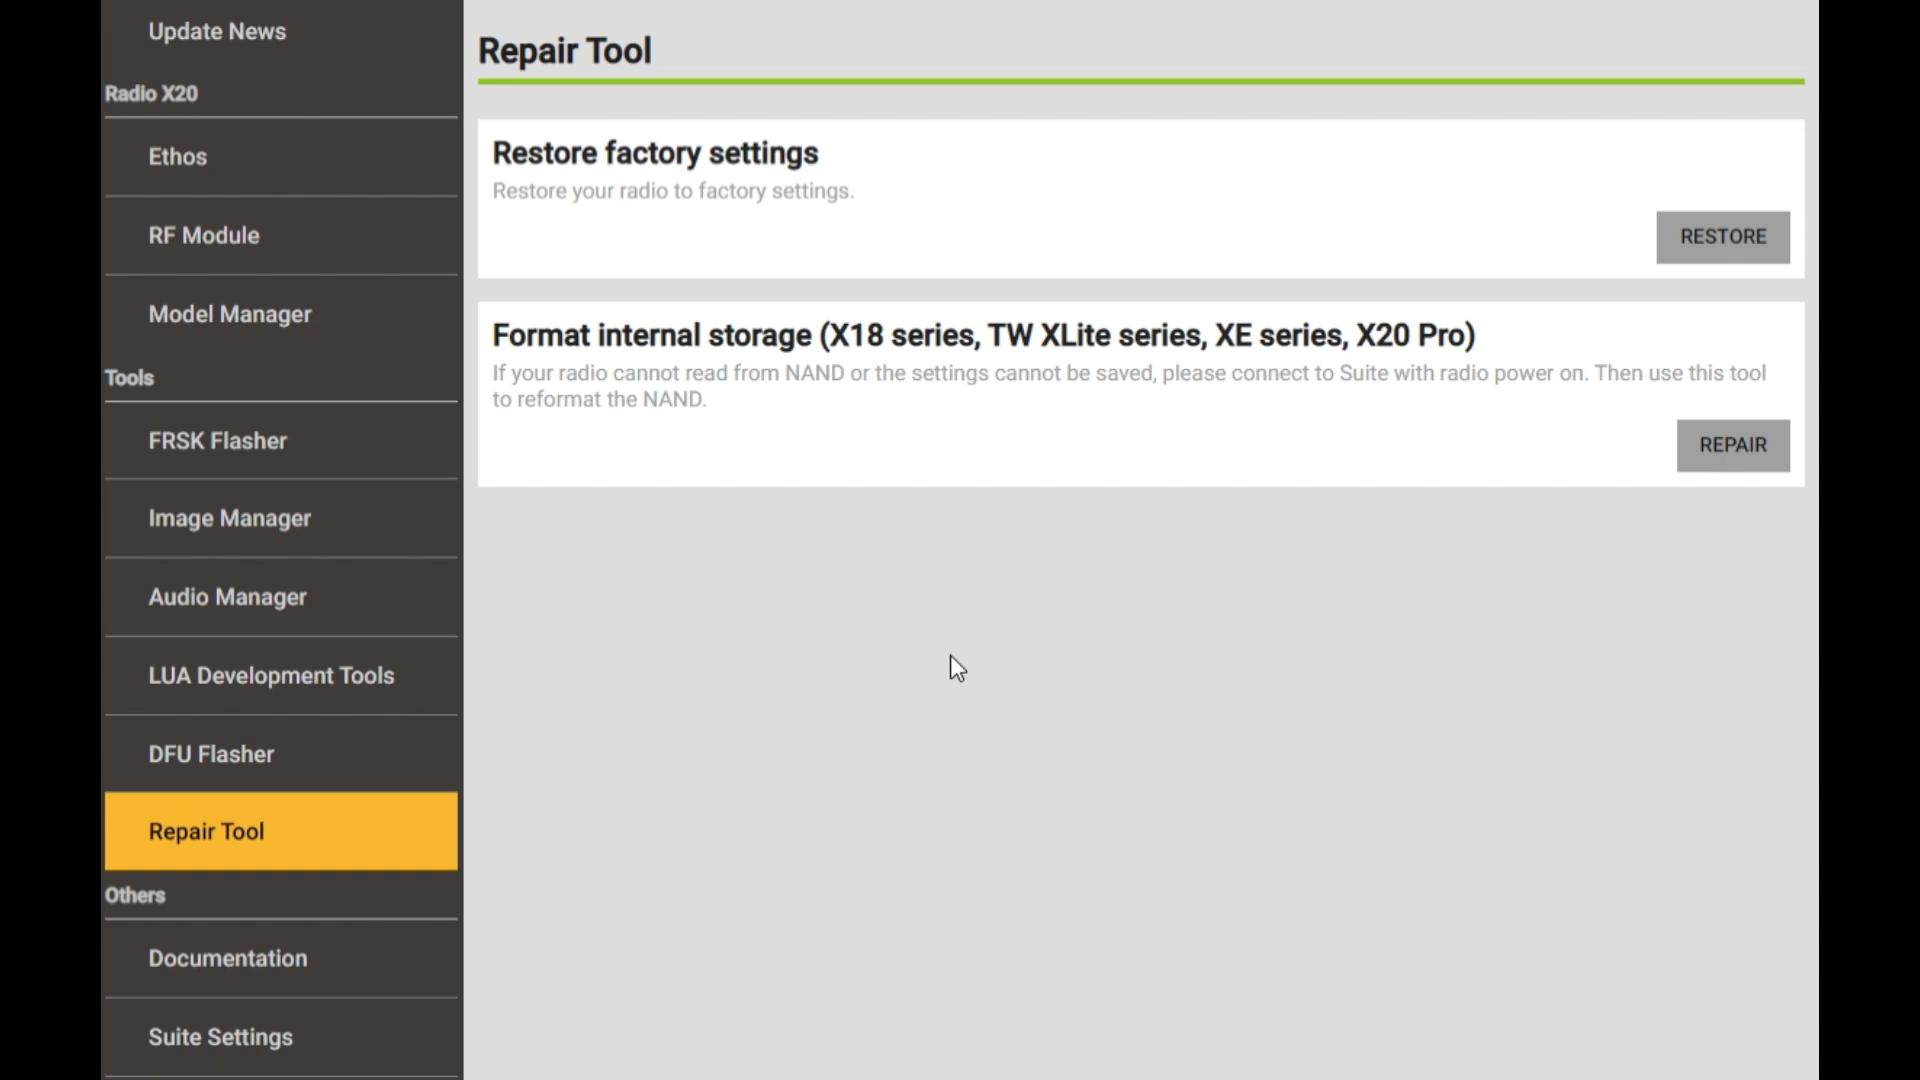 Update News
Radio X20
Ethos
RF Module
Model Manager
Tools
FRSK Flasher
Image Manager
Audio Manager
LUA Development Tools
DFU Flasher
Repair Tool
Others
Documentation
Suite Settings
Repair Tool
Restore factory settings
Restore your radio to factory settings.
RESTORE
Format internal storage (X18 series, TW XLite series, XE series, X20 Pro)
If your radio cannot read from NAND or the settings cannot be saved, please connect to Suite with radio power on. Then use this tool
to reformat the NAND.
REPAIR